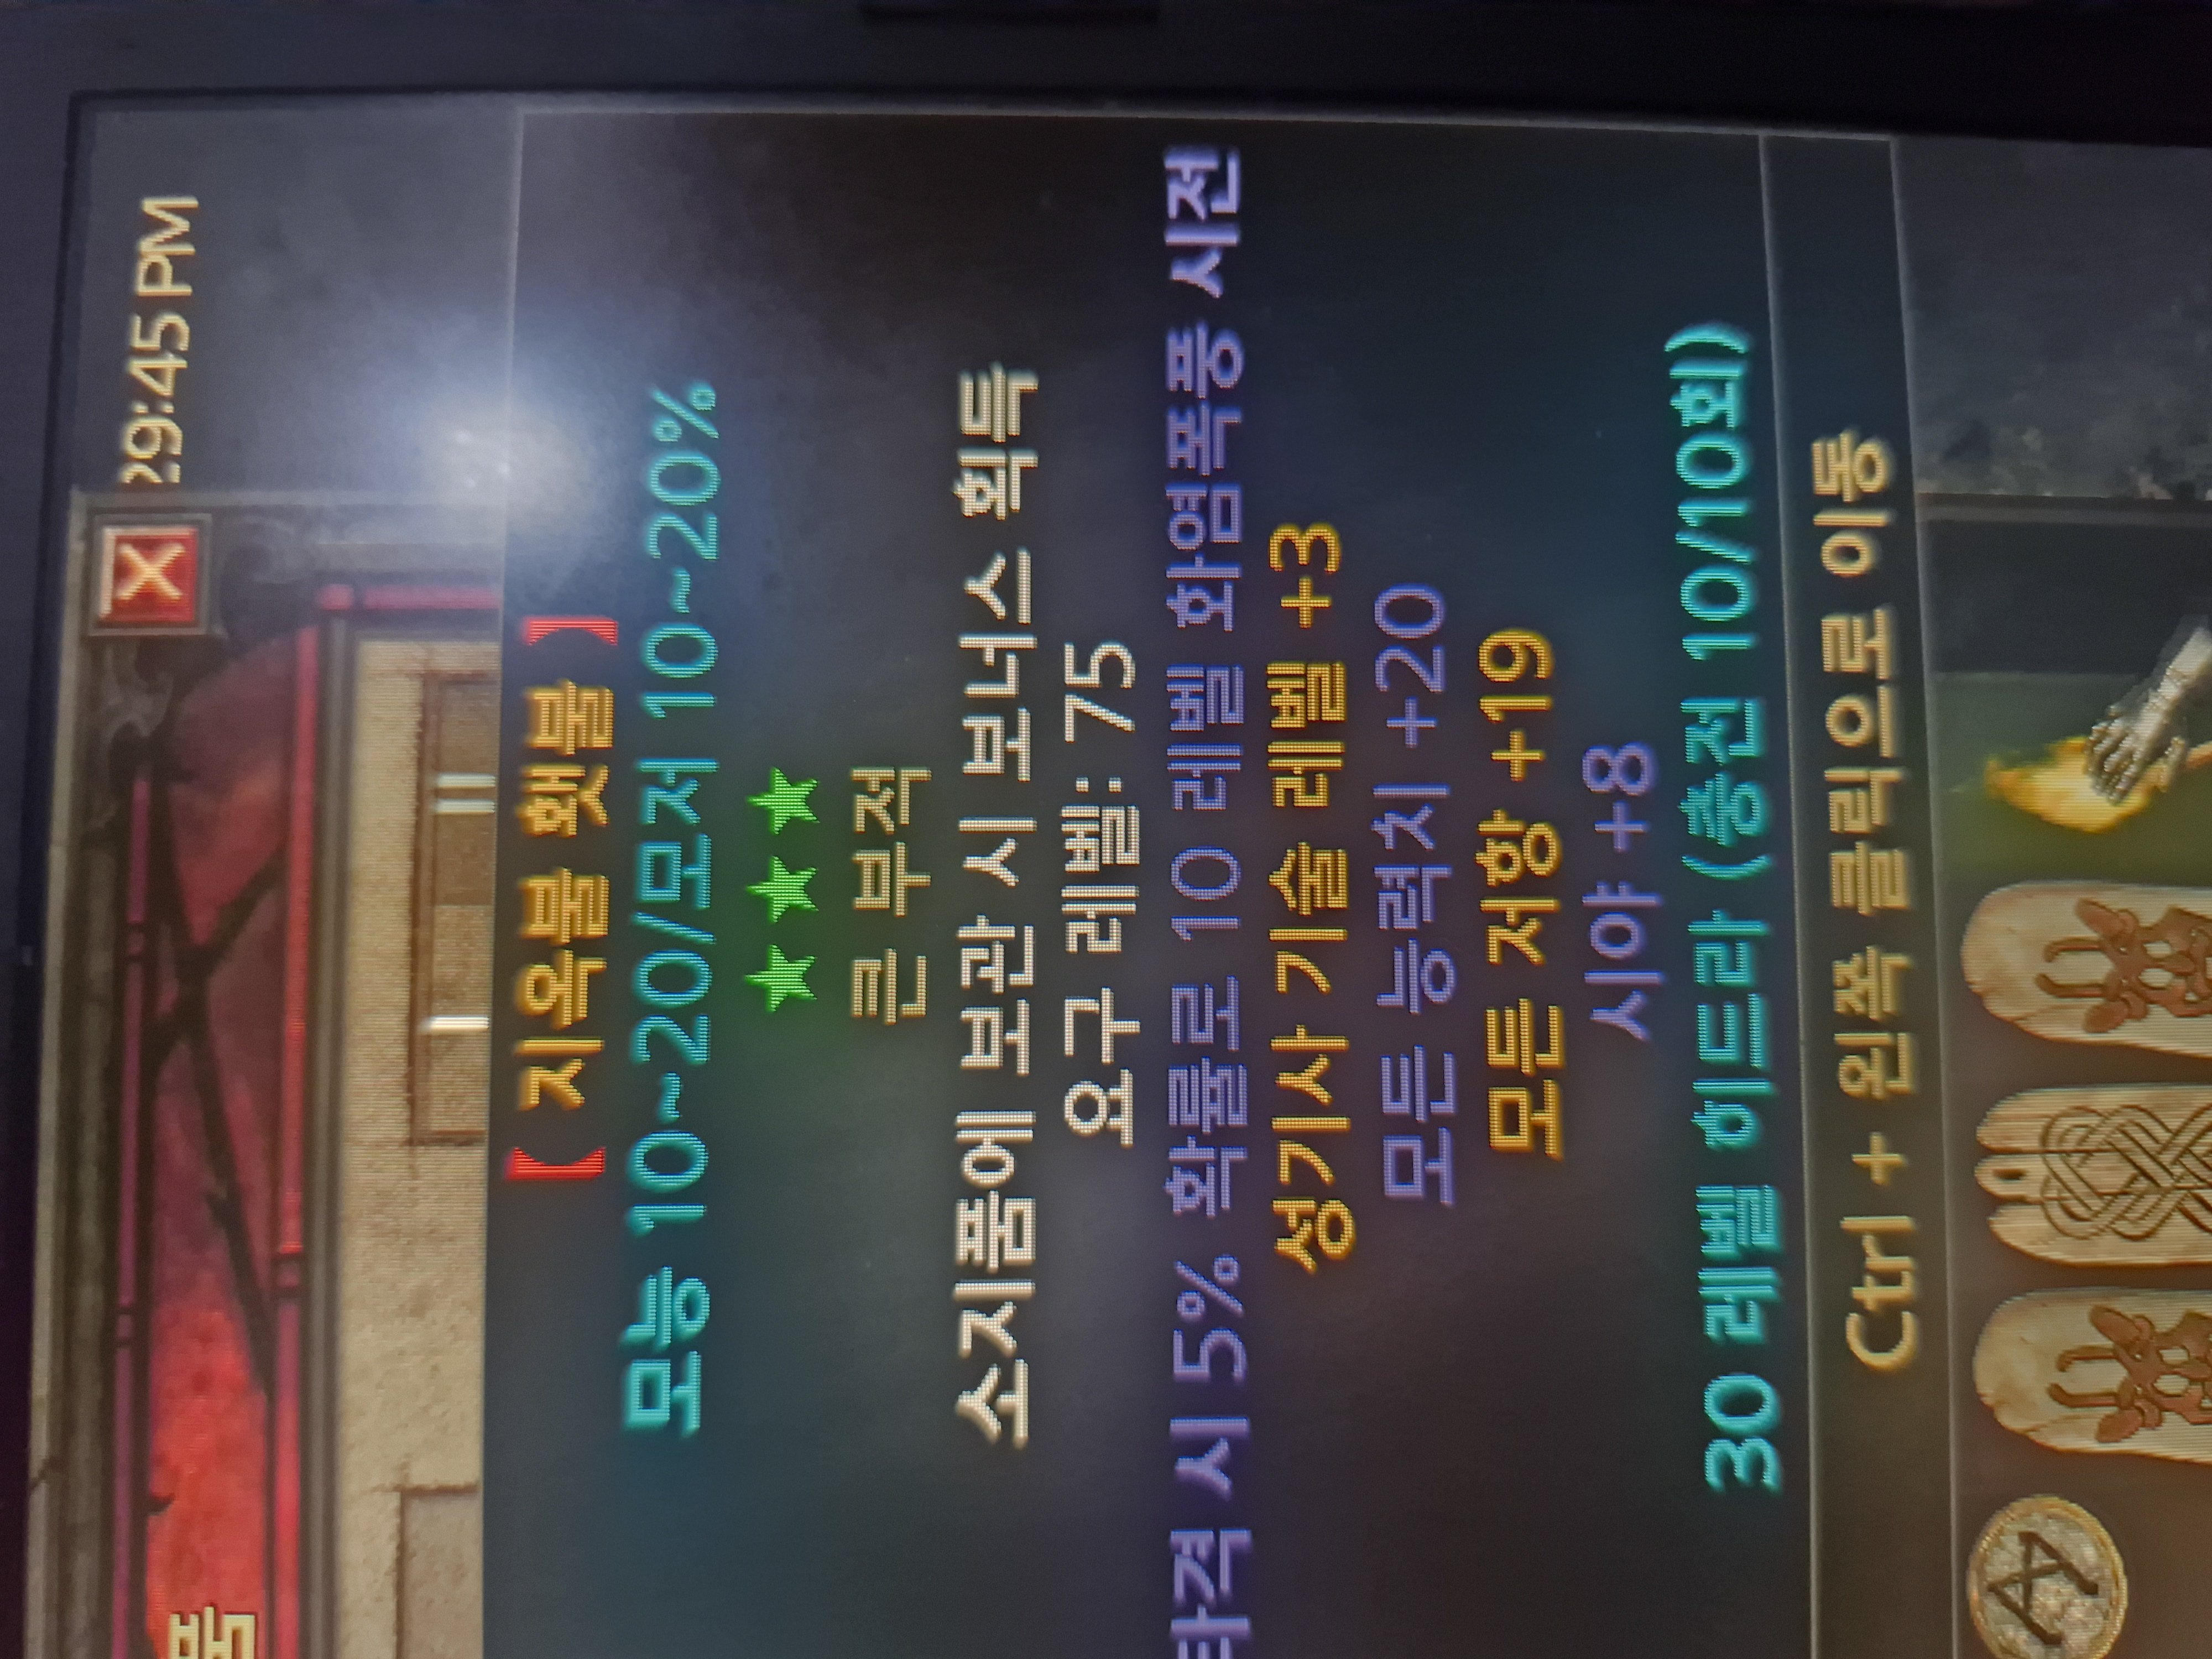 29:45 PM
X
【 지옥불 횃불 】
모능 10~20/모저 10~20%
★ ★ ★
큰 부적
소지품에 보관 시 보너스 획득
요구 레벨: 75
타격 시 5% 확률로 10 레벨 화염폭풍 시전
성기사 기술 레벨 +3
모든 능력치 +20
모든 저항 +19
시야 +8
30 레벨 히드라 (충전 10/10회)
Ctrl + 왼쪽 클릭으로 이동